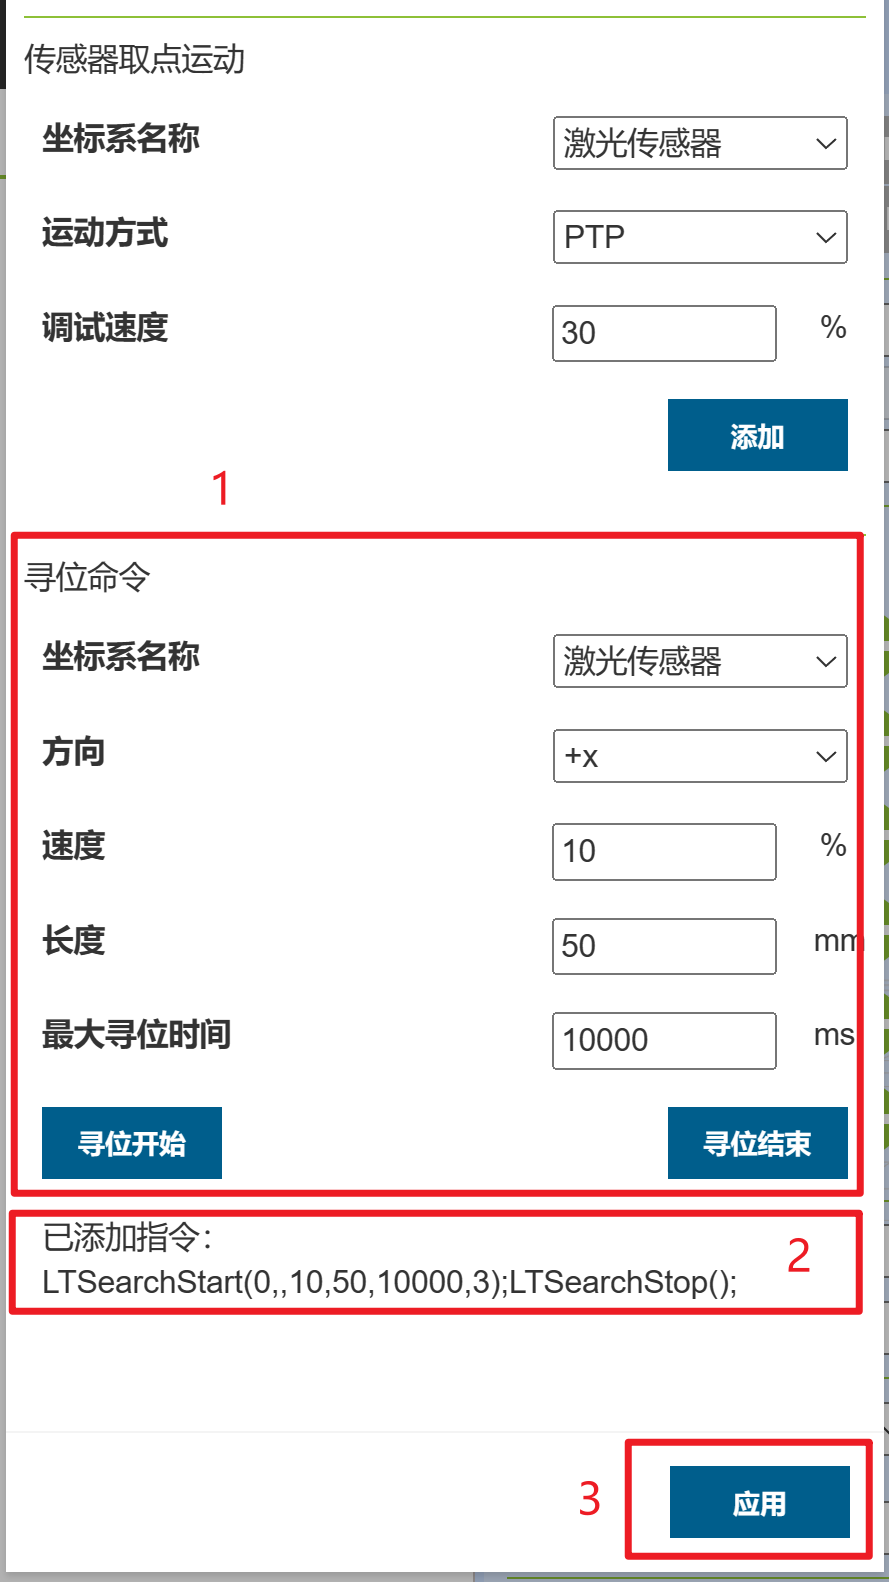 传感器取点运动
坐标系名称 激光传感器
运动方式 PTP
调试速度 30 %
添加
1
寻位命令
坐标系名称 激光传感器
方向 +x
速度 10 %
长度 50 mm
最大寻位时间 10000 ms
寻位开始 寻位结束
已添加指令：
2
LTSearchStart(0,,10,50,10000,3);LTSearchStop();
3 应用